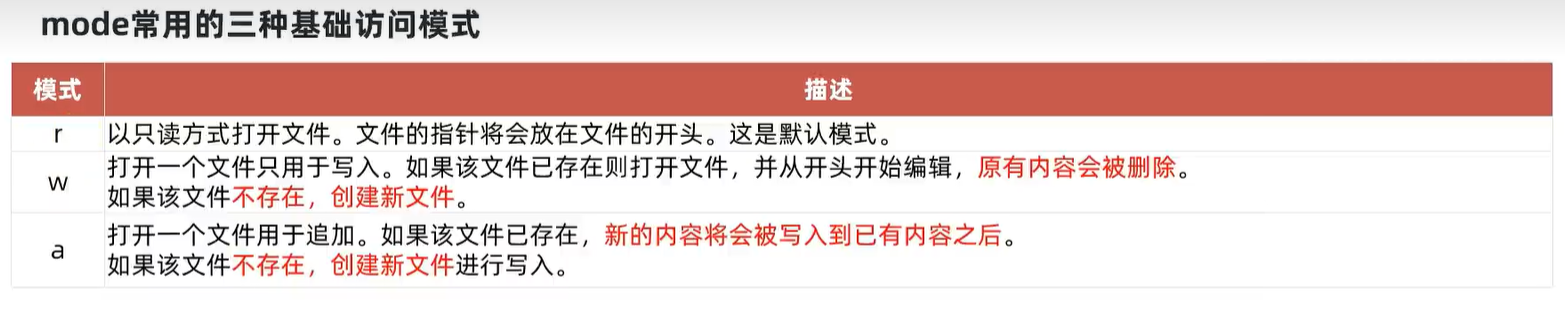 mode常用的三种基础访问模式
模式 描述
r 以只读方式打开文件。文件的指针将会放在文件的开头。这是默认模式。
w 打开一个文件只用于写入。如果该文件已存在则打开文件，并从开头开始编辑，原有内容会被删除。
如果该文件不存在，创建新文件。
a 打开一个文件用于追加。如果该文件已存在，新的内容将会被写入到已有内容之后。
如果该文件不存在，创建新文件进行写入。